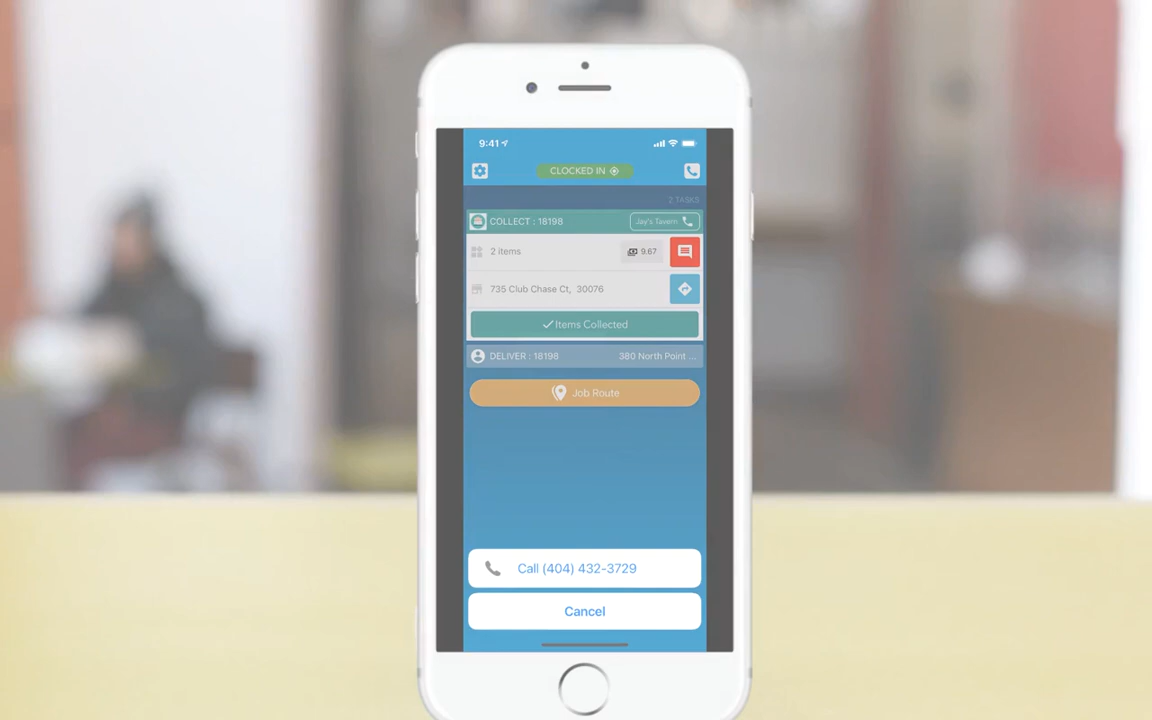 9:41
CLOCKED IN
2 TASKS
COLLECT : 18198
Jay's Tavern
2 items
9.67
735 Club Chase Ct, 30076
Items Collected
DELIVER : 18198
380 North Point ...
Job Route
Call (404) 432-3729
Cancel